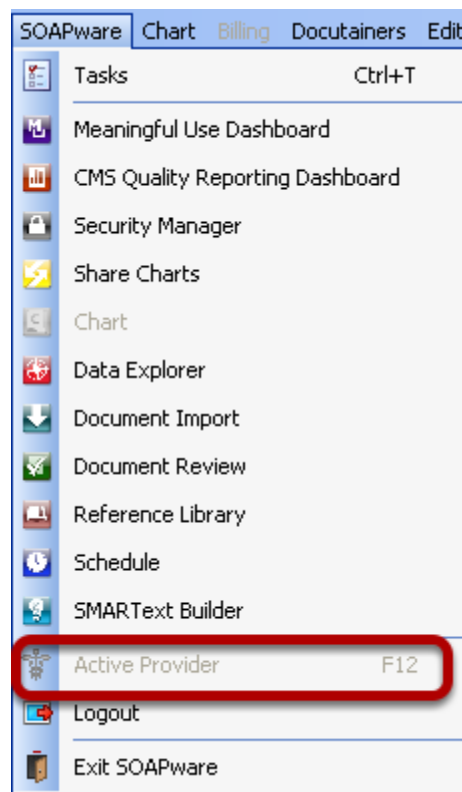 SOAPware Chart Billing Docutainers Edit
Tasks Ctrl+T
Meaningful Use Dashboard
CMS Quality Reporting Dashboard
Security Manager
Share Charts
Chart
Data Explorer
Document Import
Document Review
Reference Library
Schedule
SMARText Builder
Active Provider F12
Logout
Exit SOAPware